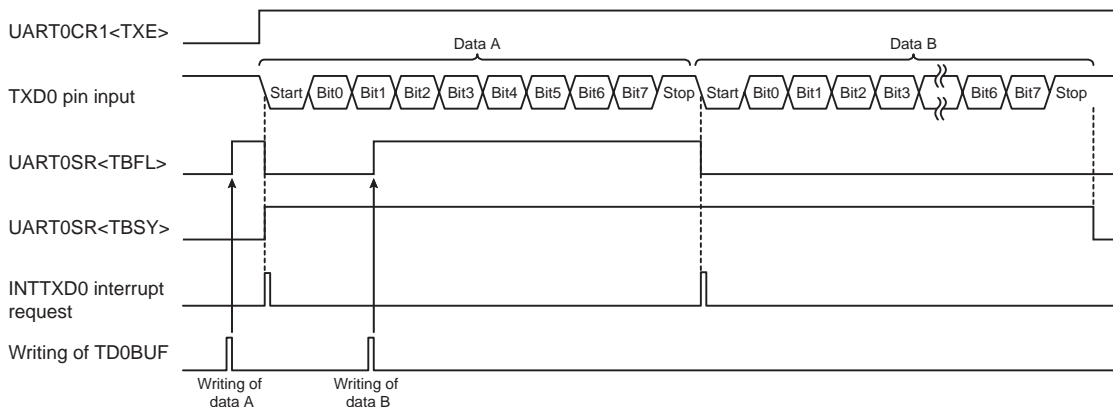 UART0CR1<TXE>
Data A
Data B
TXD0 pin input
Start Bit0 Bit1 Bit2 Bit3 Bit4 Bit5 Bit6 Bit7 Stop Start Bit0 Bit1 Bit2 Bit3 Bit6 Bit7 Stop
UART0SR<TBFL>
UART0SR<TBSY>
INTTXD0 interrupt
request
Writing of TD0BUF
Writing of
data A
Writing of
data B